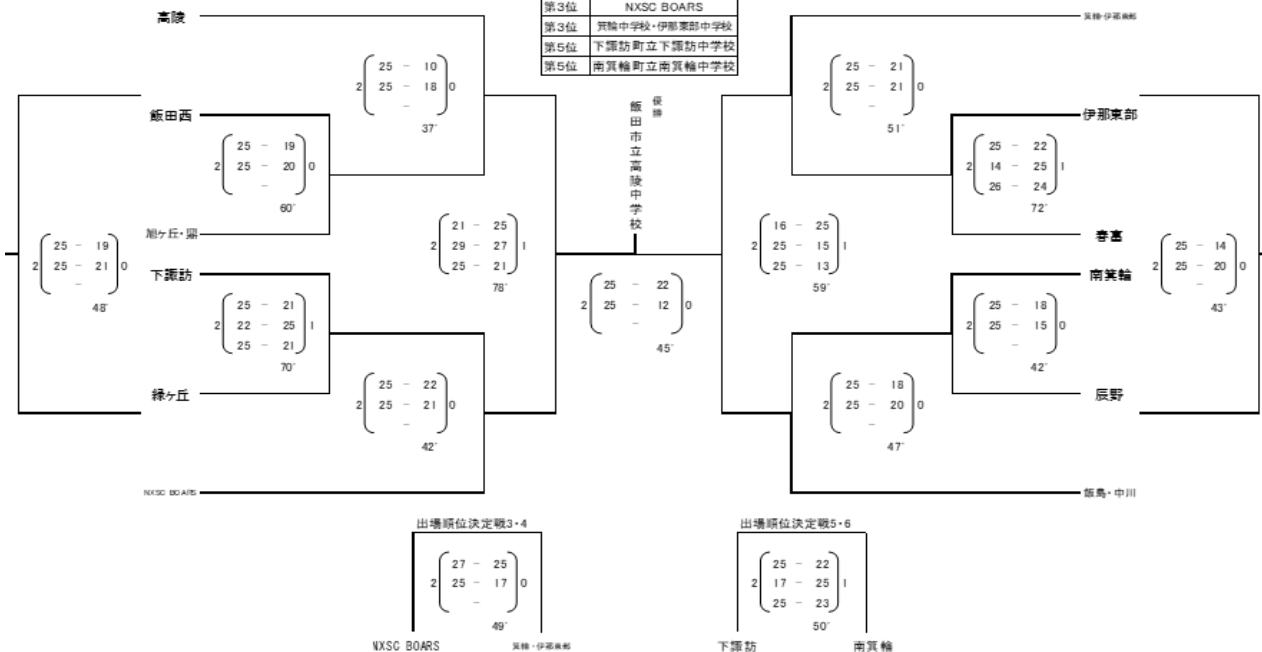 第3位 NXSC BOARS
第3位 箕輪中学校・伊那東部中学校
第5位 下諏訪町立下諏訪中学校
第5位 南箕輪町立南箕輪中学校
優勝
飯田市立高陵中学校
高陵
2 25 - 10 0
25 - 18
-
37'
飯田西
2 25 - 19 0
25 - 20
-
60'
旭ヶ丘・
2 25 - 19 0
25 - 21
-
48'
2 21 - 25 1
29 - 27
25 - 21
78'
下諏訪
2 25 - 21 1
22 - 25
25 - 21
70'
緑ヶ丘
2 25 - 22 0
25 - 21
-
42'
NXSC BOARS
2 25 - 22 0
25 - 12
-
45'
箕輪・伊那東部
2 25 - 21 0
25 - 21
-
51'
伊那東部
2 25 - 22 1
14 - 25
26 - 24
72'
春富
2 16 - 25 1
25 - 15
25 - 13
59'
2 25 - 14 0
25 - 20
-
43'
南箕輪
2 25 - 18 0
25 - 15
-
42'
辰野
2 25 - 18 0
25 - 20
-
47'
飯島・中川
出場順位決定戦3・4
2 27 - 25 0
25 - 17
-
49'
NXSC BOARS 箕輪・伊那東部
出場順位決定戦5・6
2 25 - 22 1
17 - 25
25 - 23
50'
下諏訪 南箕輪